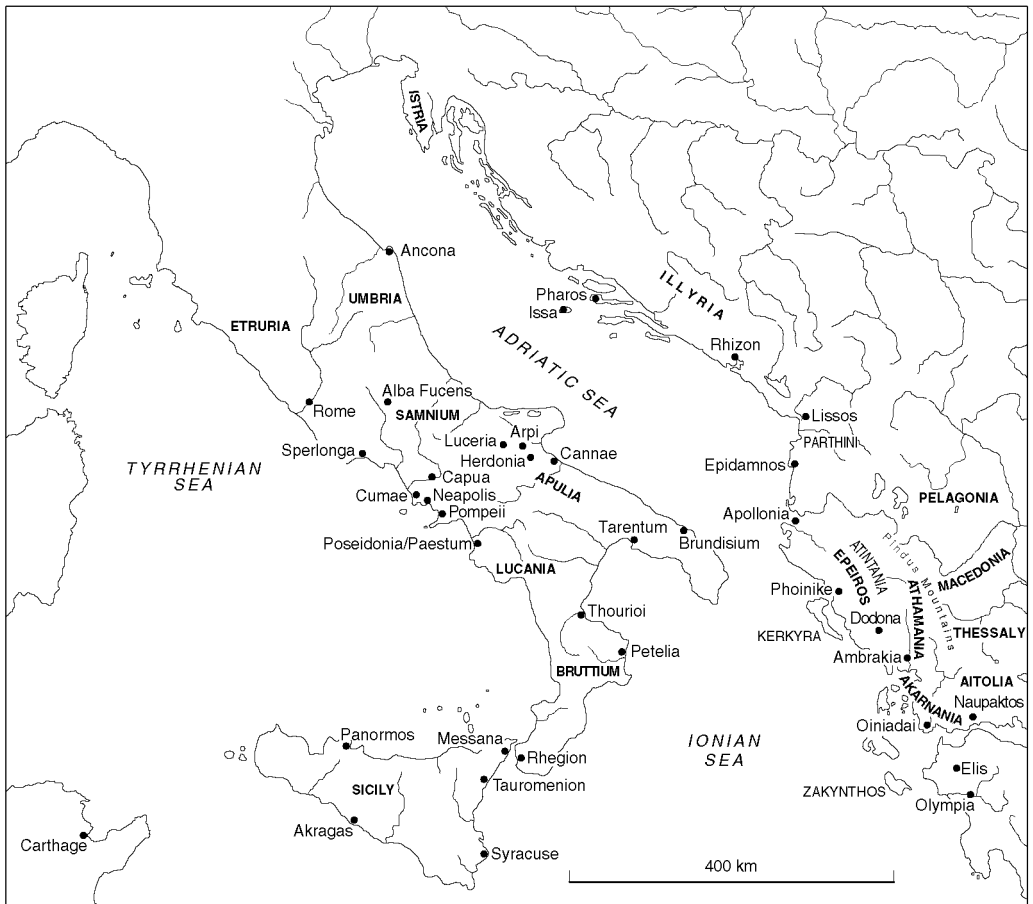 ISTRIA
Ancona
UMBRIA
ETRURIA
ILLYRIA
Pharos
Issa
ADRIATIC SEA
Rhizon
Rome
Alba Fucens
SAMNIUM
Lissos
PARTHINI
Luceria
Arpi
Herdonia
Cannae
Sperlonga
TYRRHENIAN
SEA
Epidamnos
Capua
APULIA
Cumae
Neapolis
Pompeii
PELAGONIA
Apollonia
Tarentum
Brundisium
Poseidonia/Paestum
LUCANIA
Pindus Mountains
ATINTANIA
EPEIROS
MACEDONIA
ATHAMANIA
Phoinike
Thourioi
Dodona
KERKYRA
THESSALY
Petelia
Ambrakia
BRUTTIUM
AITOLIA
AKARNANIA
Naupaktos
Oiniadai
Panormos
Messana
Rhegion
IONIAN
SEA
Tauromenion
SICILY
Elis
ZAKYNTHOS
Olympia
Akragas
Carthage
Syracuse
400 km